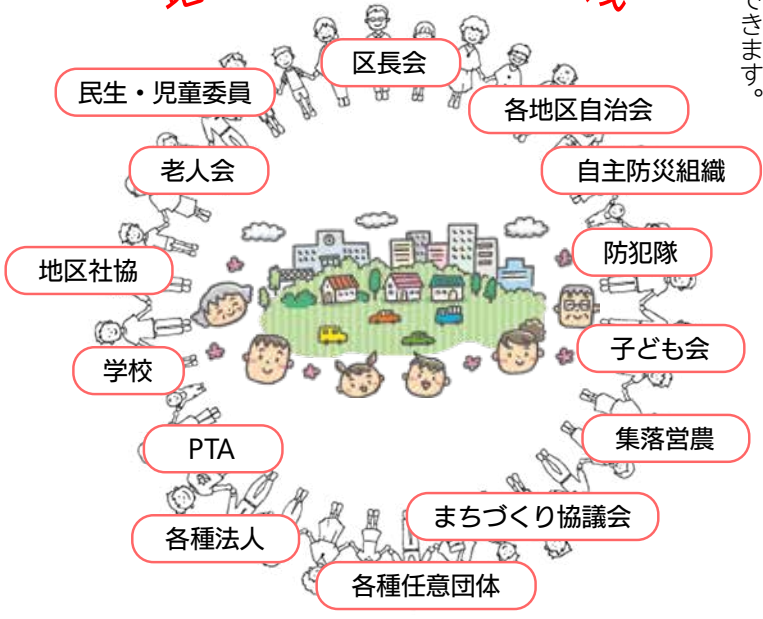 できます。
区長会
民生・児童委員
各地区自治会
老人会
自主防災組織
地区社協
防犯隊
学校
子ども会
PTA
集落営農
各種法人
まちづくり協議会
各種任意団体